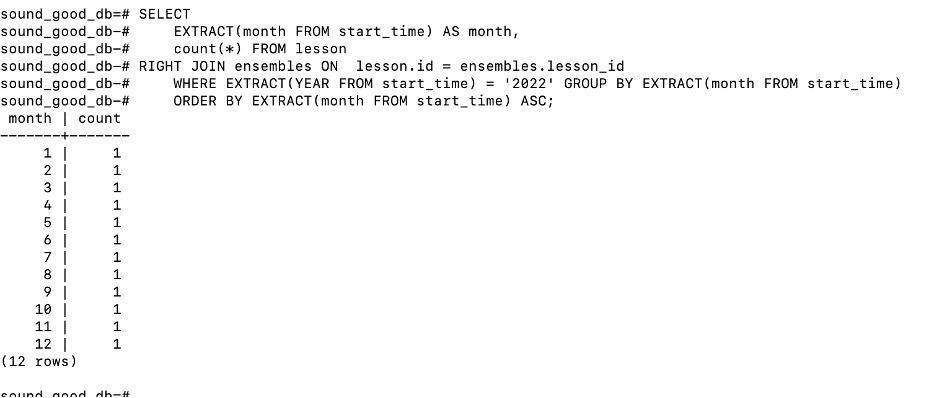 sound_good_db=# SELECT
sound_good_db-#     EXTRACT(month FROM start_time) AS month,
sound_good_db-#     count(*) FROM lesson
sound_good_db-# RIGHT JOIN ensembles ON  lesson.id = ensembles.lesson_id
sound_good_db-#     WHERE EXTRACT(YEAR FROM start_time) = '2022' GROUP BY EXTRACT(month FROM start_time)
sound_good_db-#     ORDER BY EXTRACT(month FROM start_time) ASC;
 month | count
-------+-------
     1 |     1
     2 |     1
     3 |     1
     4 |     1
     5 |     1
     6 |     1
     7 |     1
     8 |     1
     9 |     1
    10 |     1
    11 |     1
    12 |     1
(12 rows)
sound_good_db=#